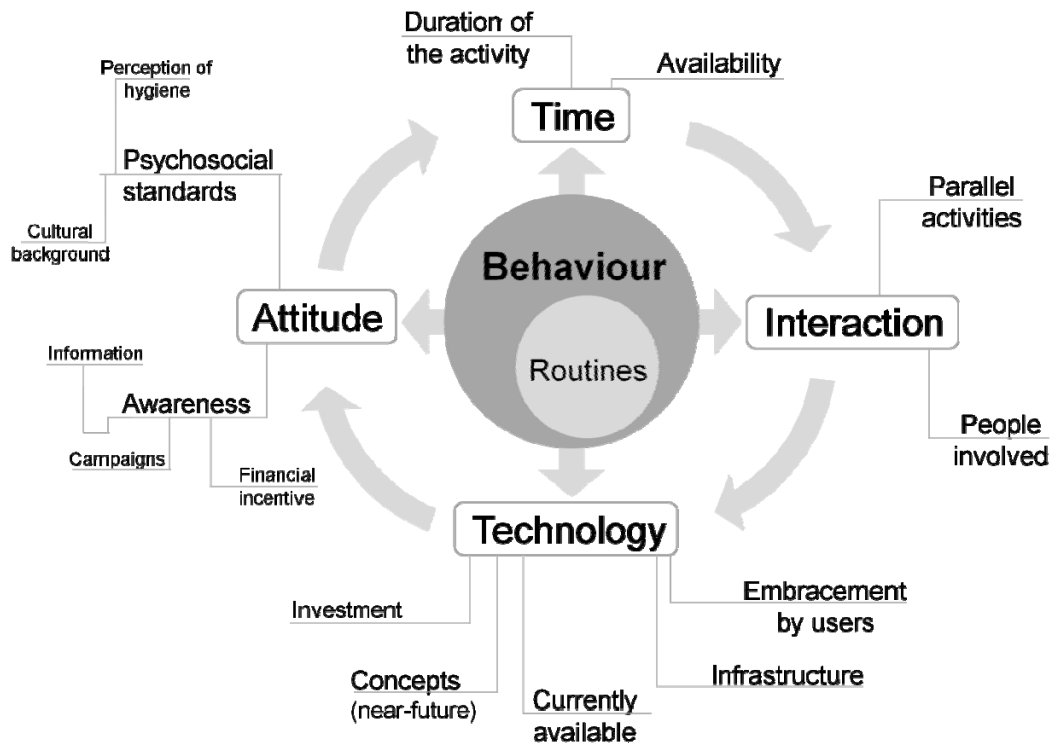 Duration of
the activity
Availability
Time
Perception of
hygiene
Psychosocial
standards
Cultural
background
Parallel
activities
Behaviour
Attitude
Interaction
Routines
Information
Awareness
Campaigns
Financial
incentive
People
involved
Technology
Investment
Embracement
by users
Concepts
(near-future)
Infrastructure
Currently
available